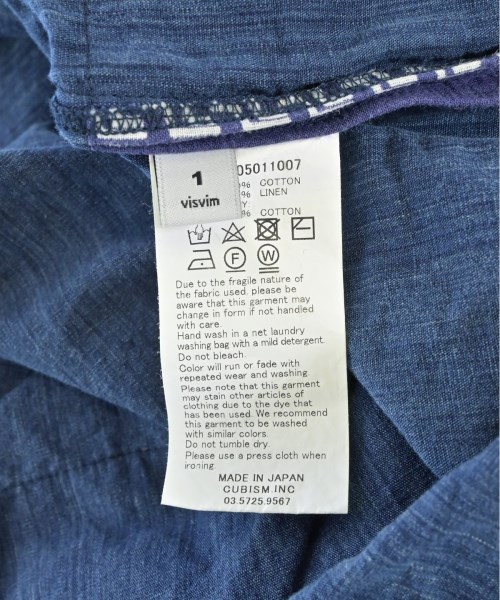 1
visvim
05011007
% COTTON
% LINEN
Y
% COTTON
F
W
Due to the fragile nature of
the fabric used. please be
aware that this garment may
change in form if not handled
with care.
Hand wash in a net laundry
washing bag with a mild detergent.
Do not bleach.
Color will run or fade with
repeated wear and washing.
Please note that this garment
may stain other articles of
clothing due to the dye that
has been used. We recommend
this garment to be washed
with similar colors.
Do not tumble dry.
Please use a press cloth when
ironing.
MADE IN JAPAN
CUBISM INC
03.5725.9567